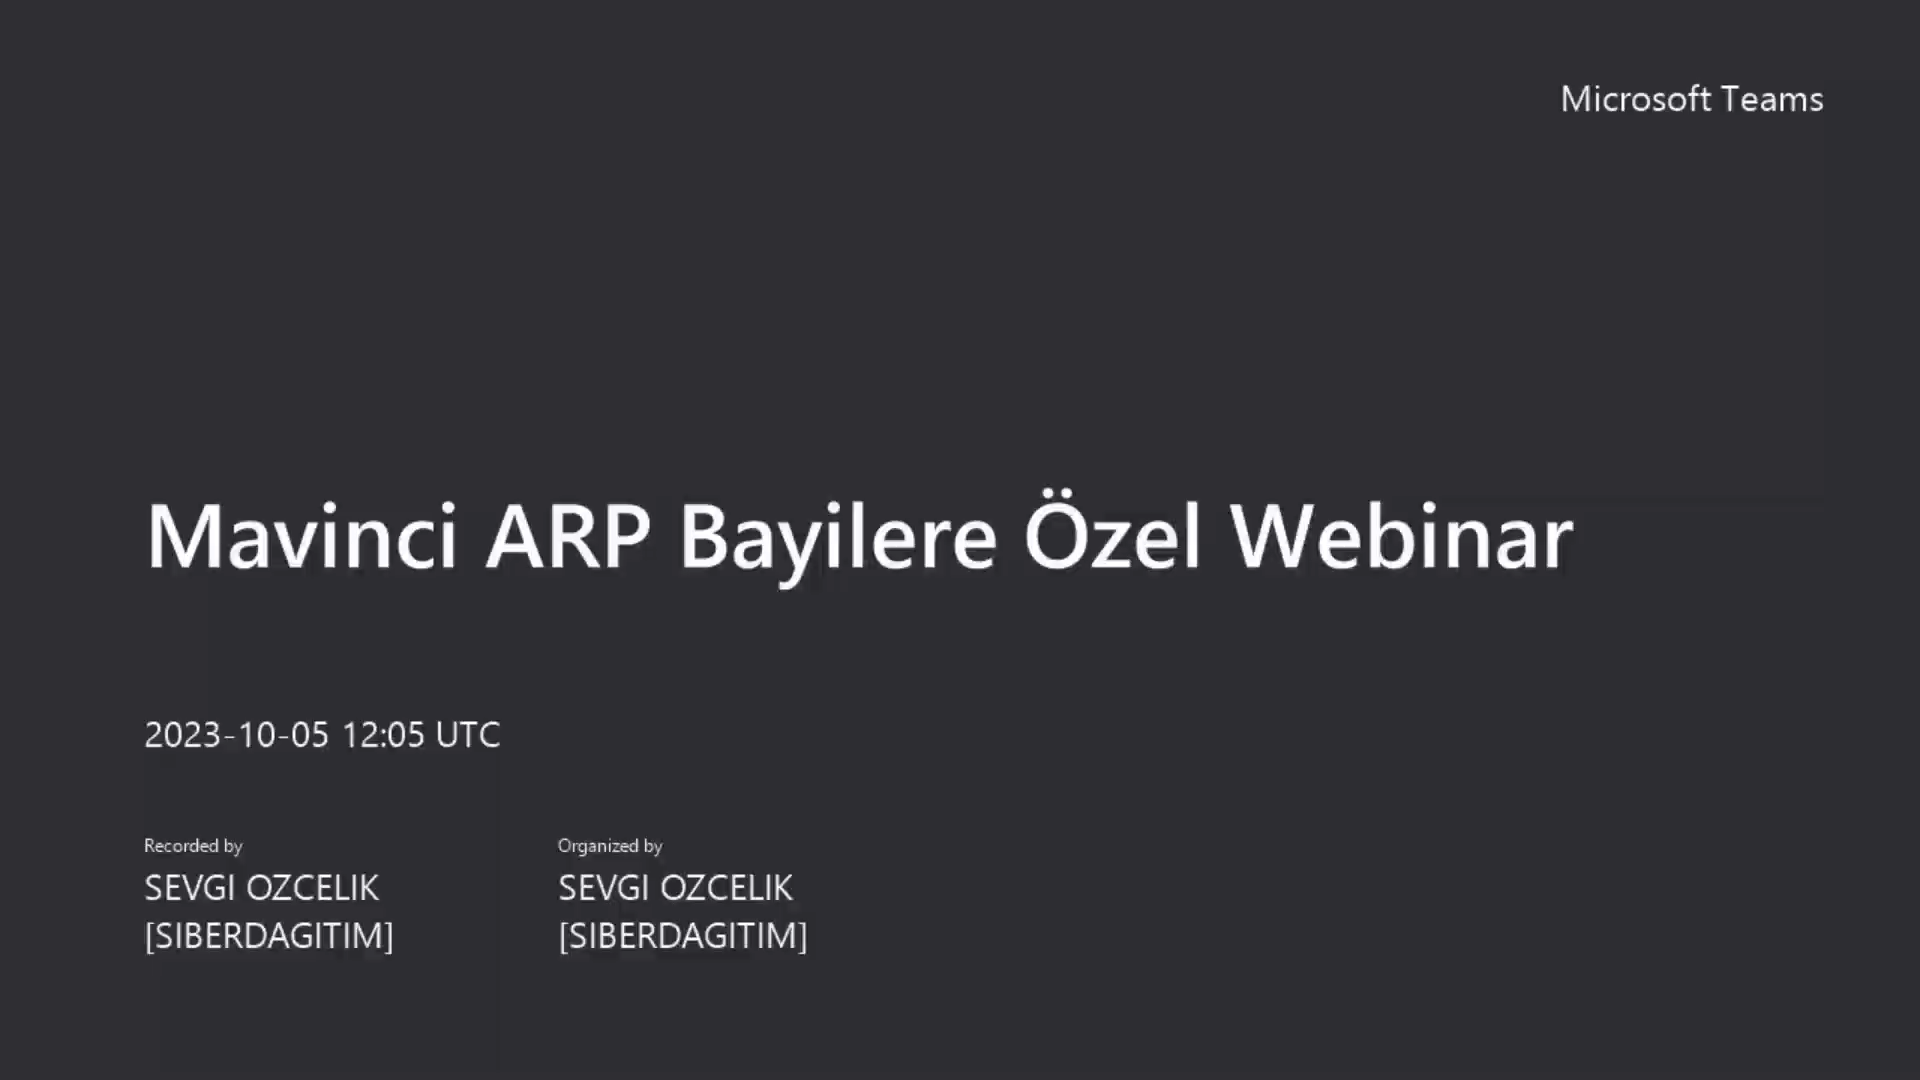 Microsoft Teams
Mavinci ARP Bayilere Özel Webinar
2023-10-05 12:05 UTC
Recorded by
SEVGI OZCELIK
[SIBERDAGITIM]
Organized by
SEVGI OZCELIK
[SIBERDAGITIM]